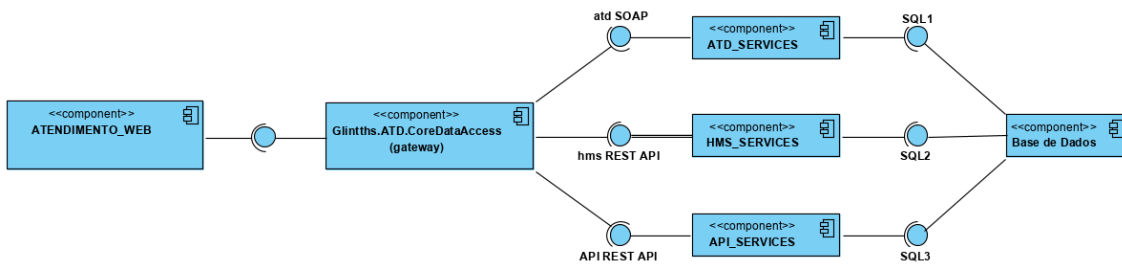 <<component>>
ATENDIMENTO_WEB
<<component>>
Glintths.ATD.CoreDataAccess
(gateway)
atd SOAP
<<component>>
ATD_SERVICES
SQL1
hms REST API
<<component>>
HMS_SERVICES
SQL2
API REST API
<<component>>
API_SERVICES
SQL3
<<component>>
Base de Dados